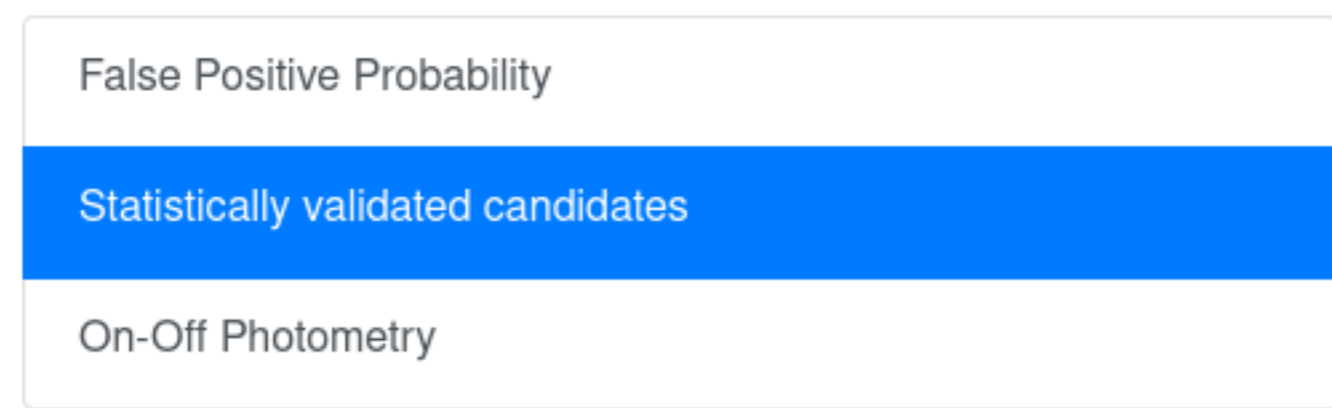 False Positive Probability
Statistically validated candidates
On-Off Photometry